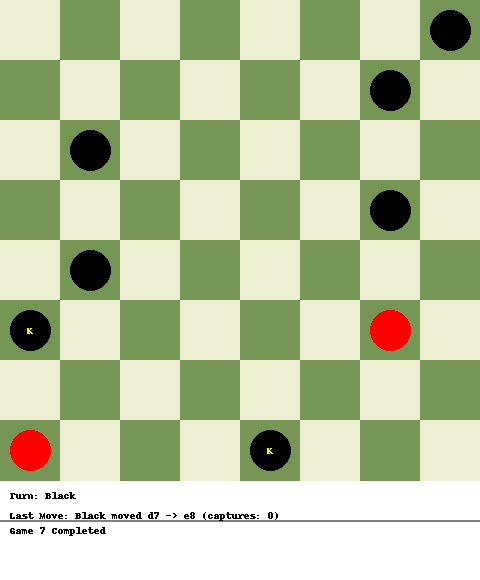 K
K
Turn: Black
Last Move: Black moved d7 -> e8 (captures: 0)
Game 7 Completed